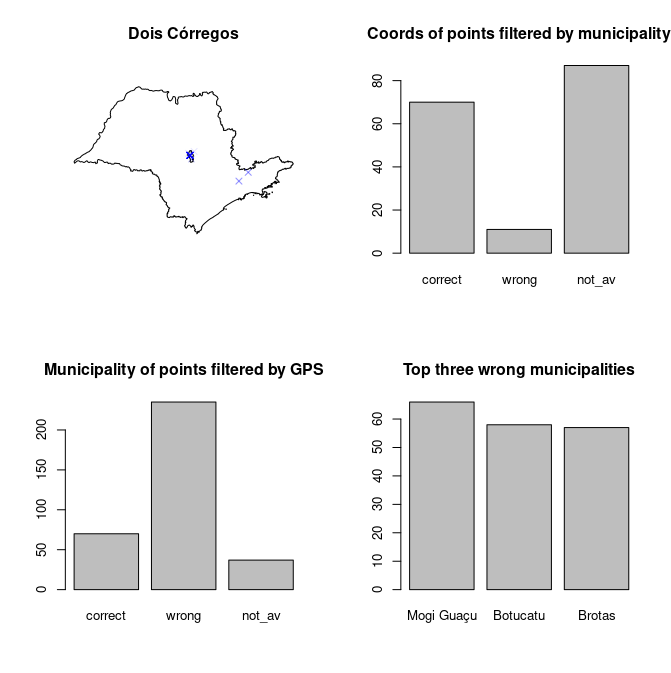 Dois Córregos
Coords of points filtered by municipality
80
60
40
20
0
correct wrong not_av
Municipality of points filtered by GPS
200
150
100
50
0
correct wrong not_av
Top three wrong municipalities
60
50
40
30
20
10
0
Mogi Guaçu Botucatu Brotas